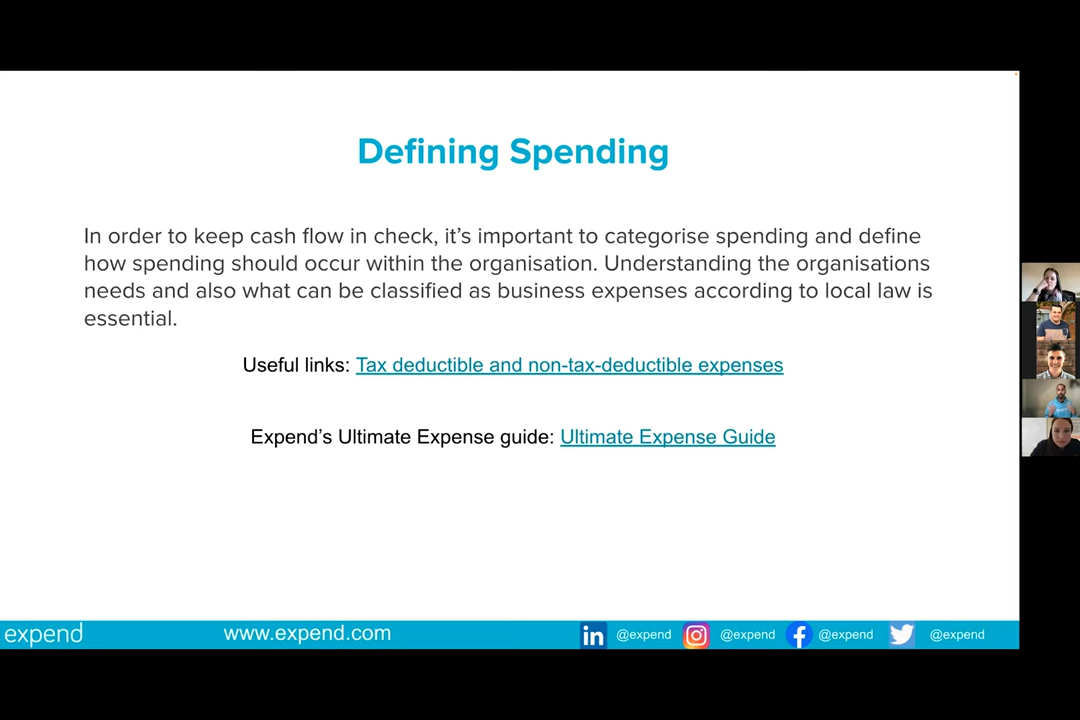 Defining Spending
In order to keep cash flow in check, it’s important to categorise spending and define
how spending should occur within the organisation. Understanding the organisations
needs and also what can be classified as business expenses according to local law is
essential.
Useful links: Tax deductible and non-tax-deductible expenses
Expend’s Ultimate Expense guide: Ultimate Expense Guide
expend www.expend.com in @expend @expend @expend @expend